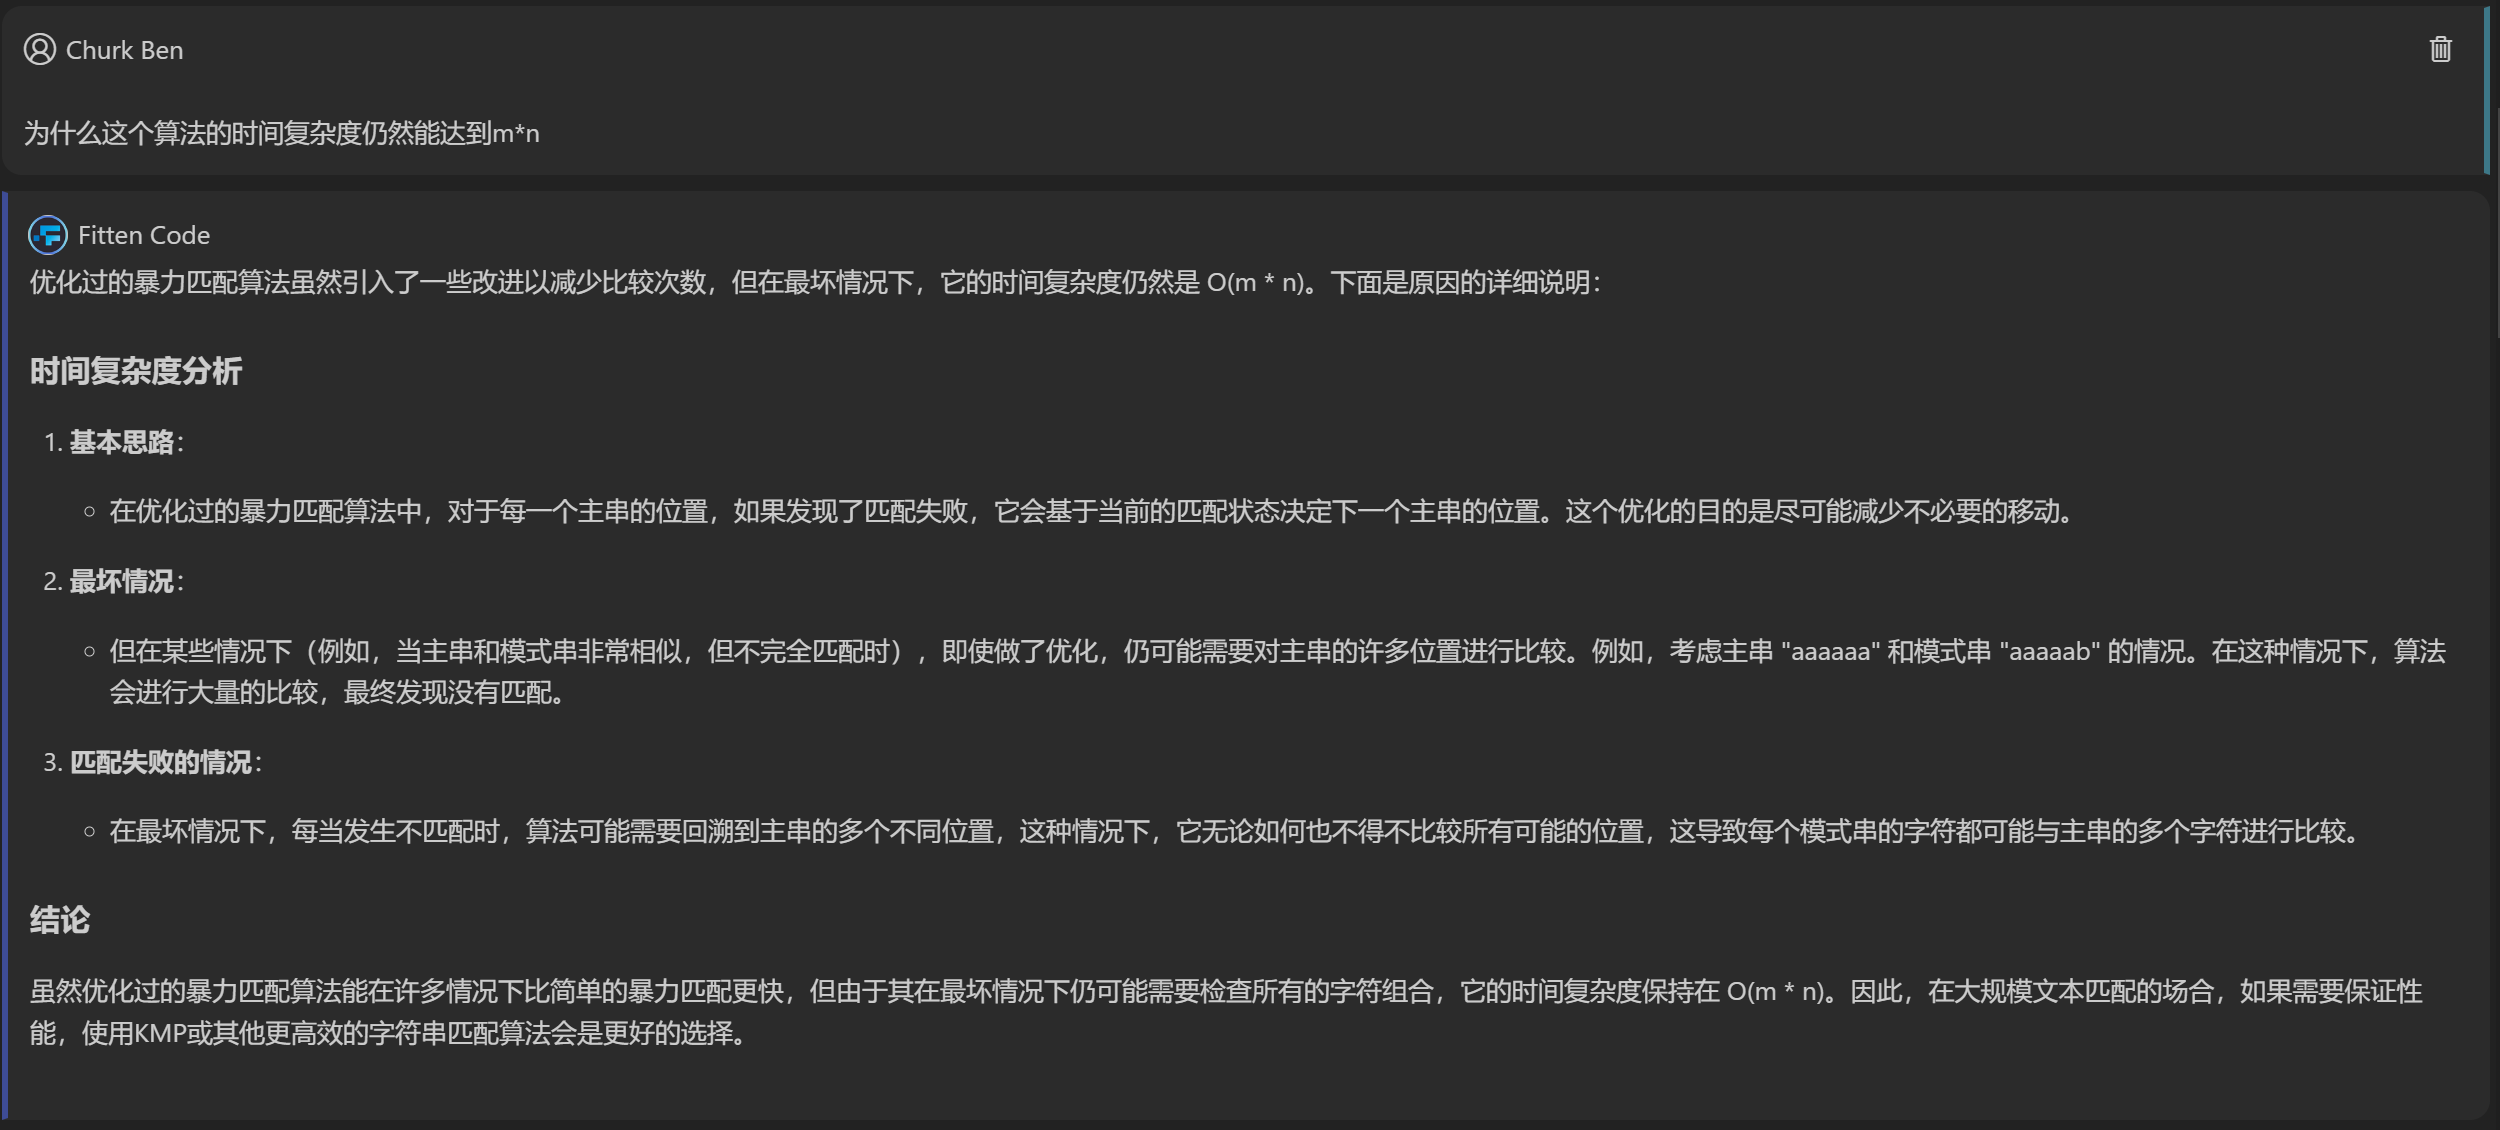 Churk Ben
为什么这个算法的时间复杂度仍然能达到m*n
Fitten Code
优化过的暴力匹配算法虽然引入了一些改进以减少比较次数，但在最坏情况下，它的时间复杂度仍然是 O(m * n)。下面是原因的详细说明：
时间复杂度分析
1. 基本思路：
◦ 在优化过的暴力匹配算法中，对于每一个主串的位置，如果发现了匹配失败，它会基于当前的匹配状态决定下一个主串的位置。这个优化的目的是尽可能减少不必要的移动。
2. 最坏情况：
◦ 但在某些情况下（例如，当主串和模式串非常相似，但不完全匹配时），即使做了优化，仍可能需要对主串的许多位置进行比较。例如，考虑主串 "aaaaaa" 和模式串 "aaaaab" 的情况。在这种情况下，算法
会进行大量的比较，最终发现没有匹配。
3. 匹配失败的情况：
◦ 在最坏情况下，每当发生不匹配时，算法可能需要回溯到主串的多个不同位置，这种情况下，它无论如何也不得不比较所有可能的位置，这导致每个模式串的字符都可能与主串的多个字符进行比较。
结论
虽然优化过的暴力匹配算法能在许多情况下比简单的暴力匹配更快，但由于其在最坏情况下仍可能需要检查所有的字符组合，它的时间复杂度保持在 O(m * n)。因此，在大规模文本匹配的场合，如果需要保证性
能，使用KMP或其他更高效的字符串匹配算法会是更好的选择。